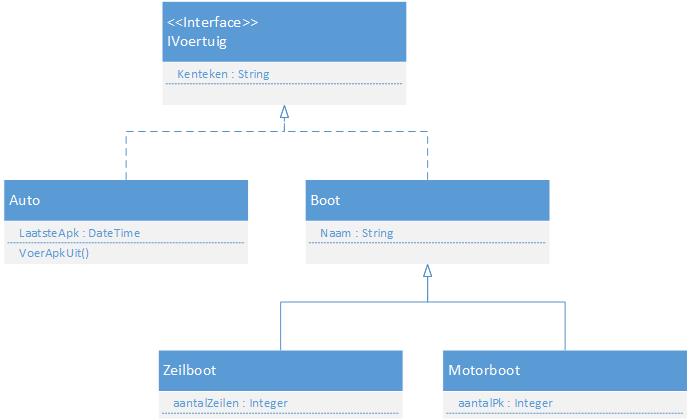 <<Interface>>
IVoertuig
Kenteken : String
Auto
LaatsteApk : DateTime
VoerApkUit()
Boot
Naam : String
Zeilboot
aantalZeilen : Integer
Motorboot
aantalPk : Integer